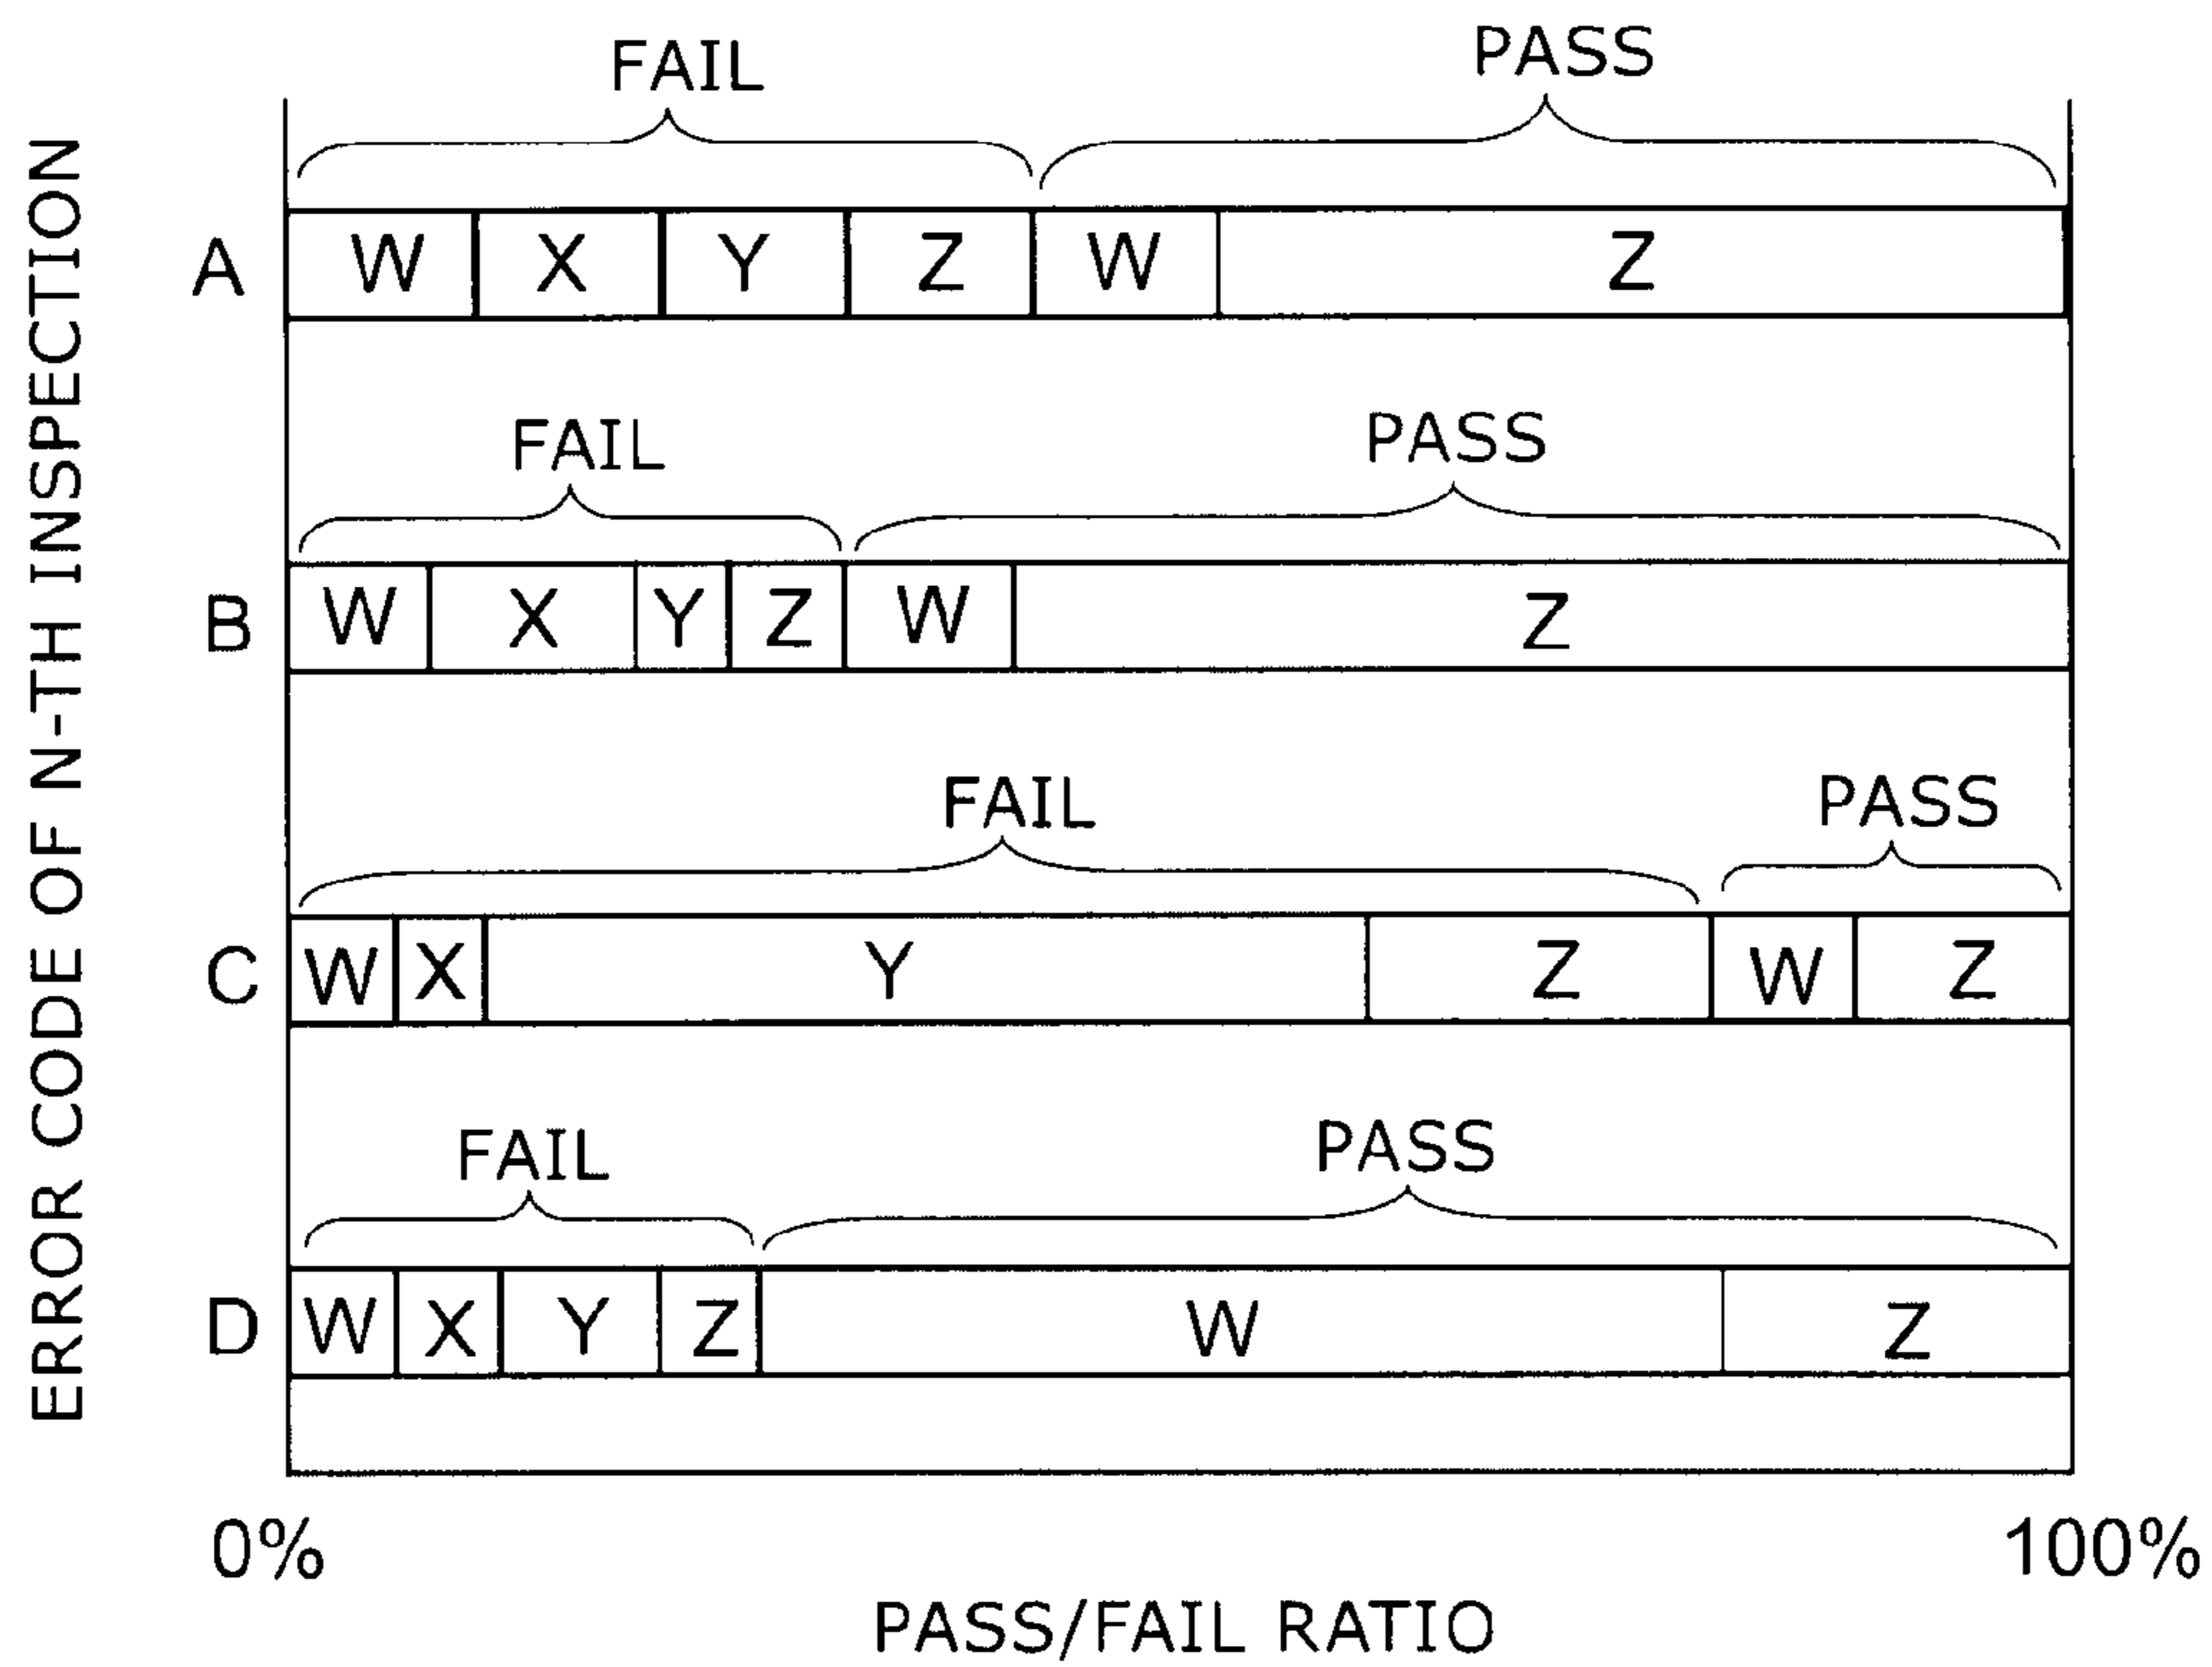 ERROR CODE OF N-TH INSPECTION
FAIL PASS
A W X Y Z W Z
FAIL PASS
B W X Y Z W Z
FAIL PASS
C W X Y Z W Z
FAIL PASS
D W X Y Z W Z
0% 100%
PASS/FAIL RATIO